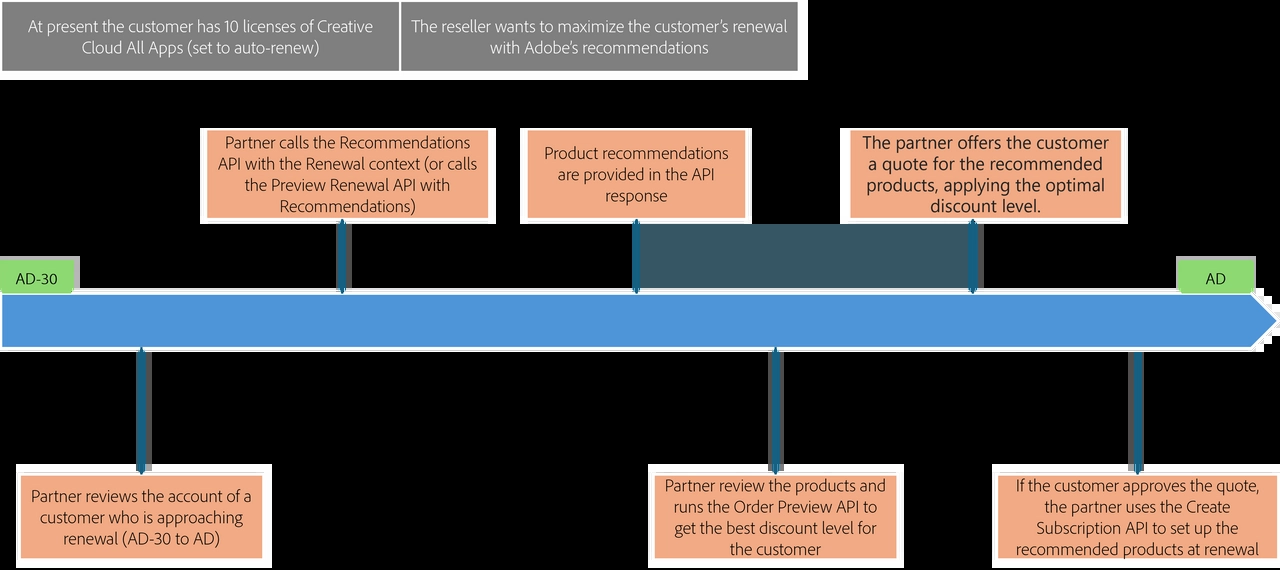 At present the customer has 10 licenses of Creative
Cloud All Apps (set to auto-renew)
The reseller wants to maximize the customer's renewal
with Adobe's recommendations
Partner calls the Recommendations
API with the Renewal context (or calls
the Preview Renewal API with
Recommendations)
Product recommendations
are provided in the API
response
The partner offers the customer
a quote for the recommended
products, applying the optimal
discount level.
AD-30
AD
Partner reviews the account of a
customer who is approaching
renewal (AD-30 to AD)
Partner review the products and
runs the Order Preview API to
get the best discount level for
the customer
If the customer approves the quote,
the partner uses the Create
Subscription API to set up the
recommended products at renewal